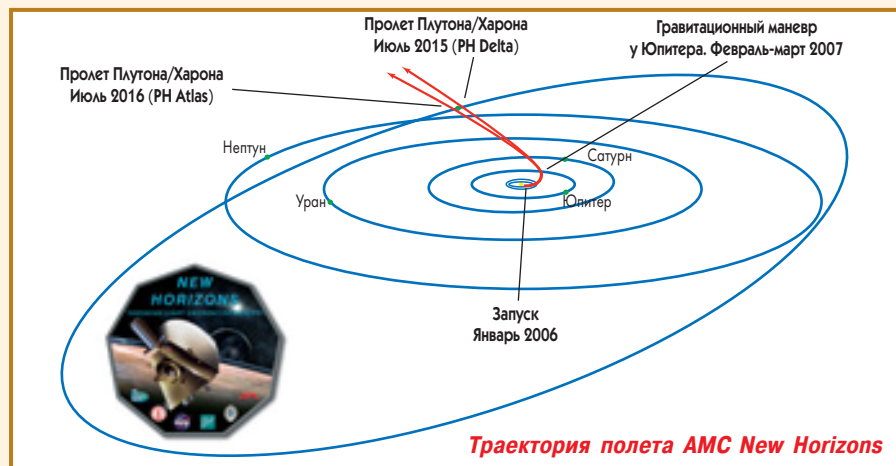 Пролет Плутона/Харона
Июль 2015 (PH Delta)
Гравитационный маневр
у Юпитера. Февраль-март 2007
Пролет Плутона/Харона
Июль 2016 (PH Atlas)
Нептун
Сатурн
Уран
Юпитер
Запуск
Январь 2006
NEW
HORIZONS
Траектория полета АМС New Horizons